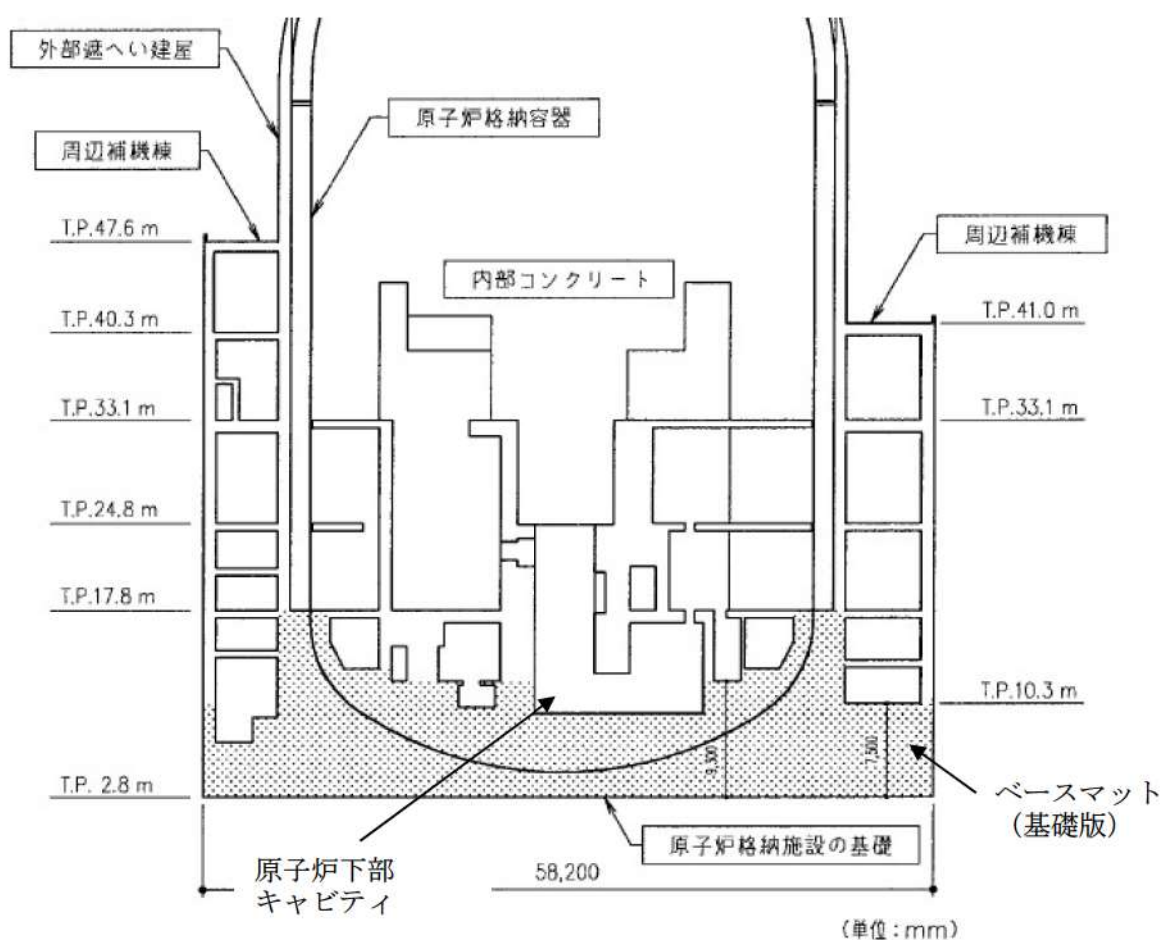 外部遮へい建屋
原子炉格納容器
周辺補機棟
T.P.47.6 m
周辺補機棟
内部コンクリート
T.P.40.3 m
T.P.41.0 m
T.P.33.1 m
T.P.33.1 m
T.P.24.8 m
T.P.17.8 m
T.P.10.3 m
9,300
7,500
T.P. 2.8 m
ベースマット
（基礎版）
原子炉格納施設の基礎
原子炉下部
キャビティ
58,200
(単位：mm)